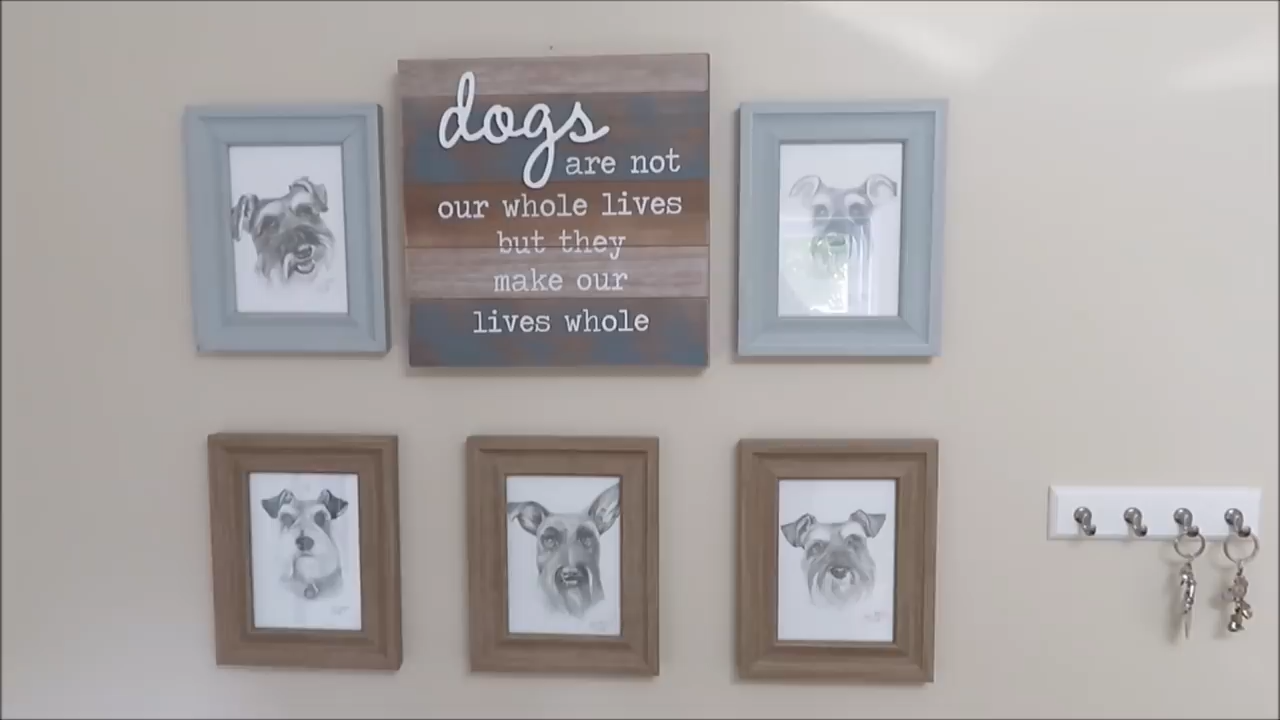 dogs
are not
our whole lives
but they
make our
lives whole